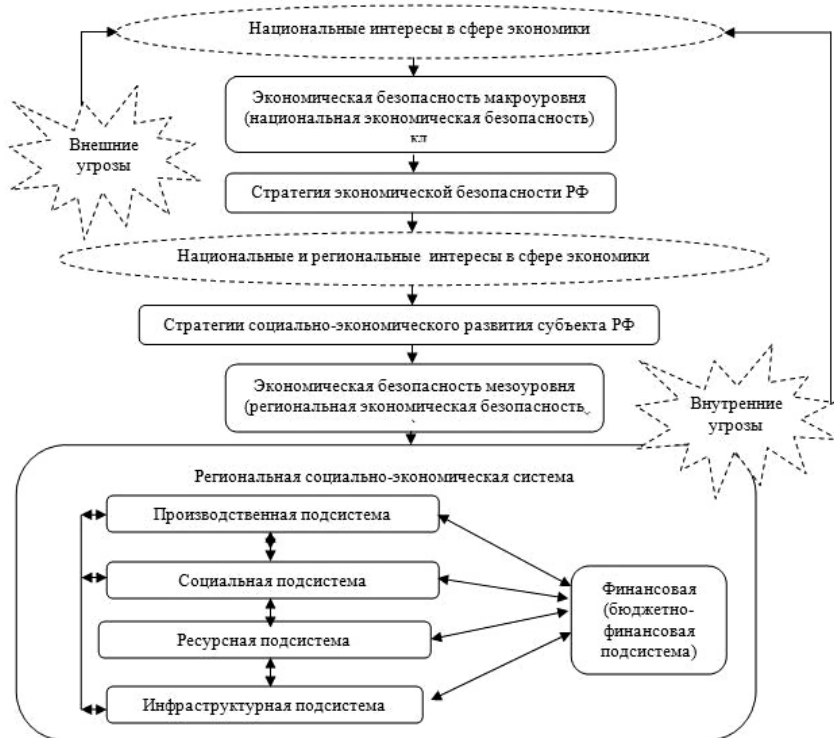 Национальные интересы в сфере экономики
Экономическая безопасность макроуровня
(национальная экономическая безопасность)
кл
Внешние
угрозы
Стратегия экономической безопасности РФ
Национальные и региональные интересы в сфере экономики
Стратегии социально-экономического развития субъекта РФ
Экономическая безопасность мезоуровня
(региональная экономическая безопасность
Внутренние
угрозы
Региональная социально-экономическая система
Производственная подсистема
Социальная подсистема
Ресурсная подсистема
Инфраструктурная подсистема
Финансовая
(бюджетно-
финансовая
подсистема)